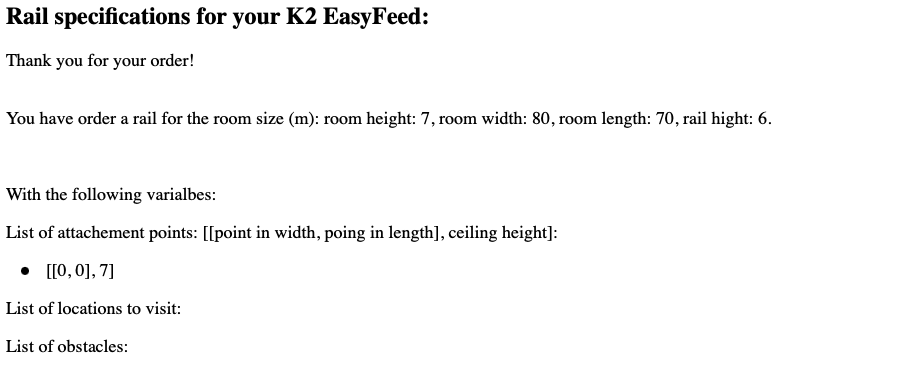 Rail specifications for your K2 EasyFeed:
Thank you for your order!
You have order a rail for the room size (m): room height: 7, room width: 80, room length: 70, rail hight: 6.
With the following varialbes:
List of attachement points: [[point in width, poing in length], ceiling height]:
• [[0, 0], 7]
List of locations to visit:
List of obstacles: